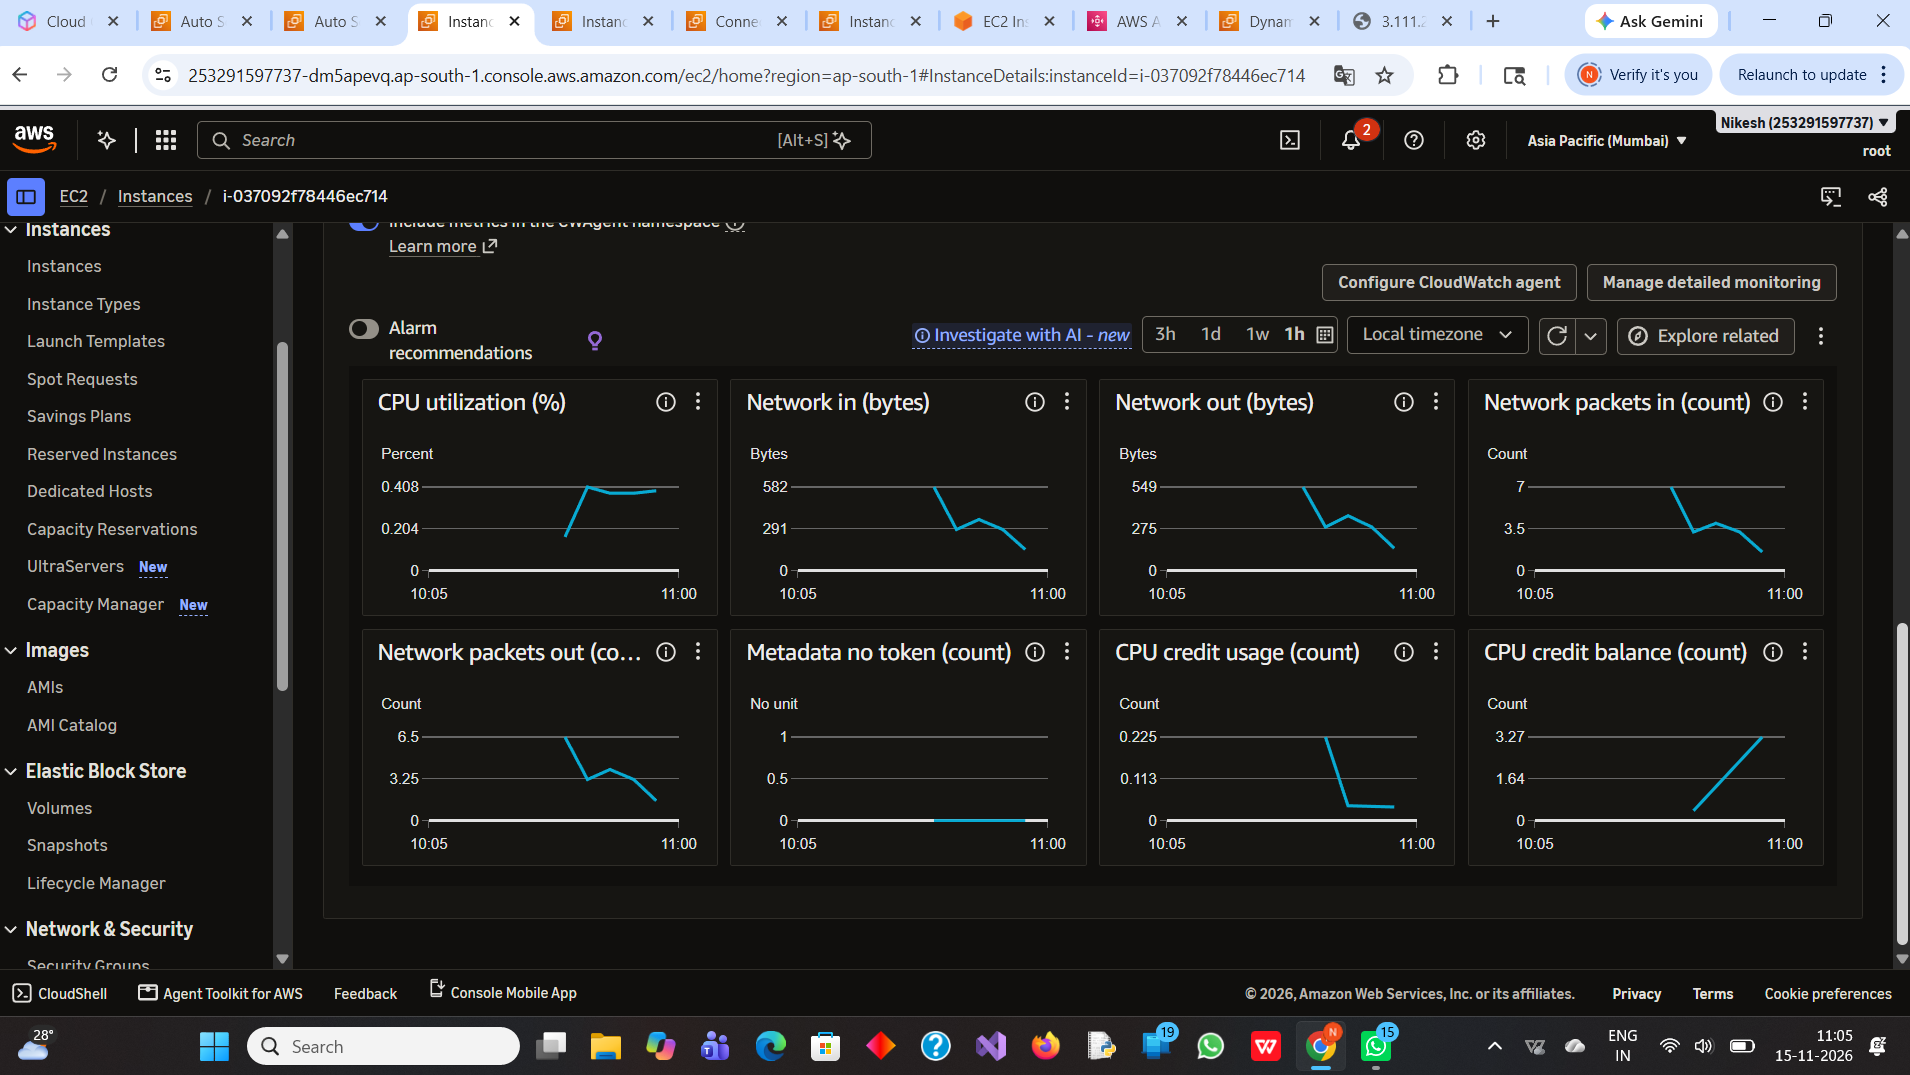 Cloud
Auto S
Auto S
Instanc
Instanc
Connec
Instanc
EC2 Ins
AWS A
Dynam
3.111.2
Ask Gemini
253291597737-dm5apevq.ap-south-1.console.aws.amazon.com/ec2/home?region=ap-south-1#InstanceDetails:instanceId=i-037092f78446ec714
Verify it's you
Relaunch to update
aws
Search
[Alt+S]
2
Asia Pacific (Mumbai)
Nikesh (253291597737)
root
EC2 / Instances / i-037092f78446ec714
Instances
Instances
Instance Types
Launch Templates
Spot Requests
Savings Plans
Reserved Instances
Dedicated Hosts
Capacity Reservations
UltraServers New
Capacity Manager New
Images
AMIs
AMI Catalog
Elastic Block Store
Volumes
Snapshots
Lifecycle Manager
Network & Security
Security Groups
Include metrics in the CWAgent namespace
Learn more
Configure CloudWatch agent
Manage detailed monitoring
Alarm
recommendations
Investigate with AI - new
3h 1d 1w 1h
Local timezone
Explore related
CPU utilization (%)
Percent
0.408
0.204
0
10:05 11:00
Network in (bytes)
Bytes
582
291
0
10:05 11:00
Network out (bytes)
Bytes
549
275
0
10:05 11:00
Network packets in (count)
Count
7
3.5
0
10:05 11:00
Network packets out (co...
Count
6.5
3.25
0
10:05 11:00
Metadata no token (count)
No unit
1
0.5
0
10:05 11:00
CPU credit usage (count)
Count
0.225
0.113
0
10:05 11:00
CPU credit balance (count)
Count
3.27
1.64
0
10:05 11:00
CloudShell
Agent Toolkit for AWS
Feedback
Console Mobile App
© 2026, Amazon Web Services, Inc. or its affiliates.
Privacy
Terms
Cookie preferences
28°
Search
19
N
15
ENG
IN
11:05
15-11-2026